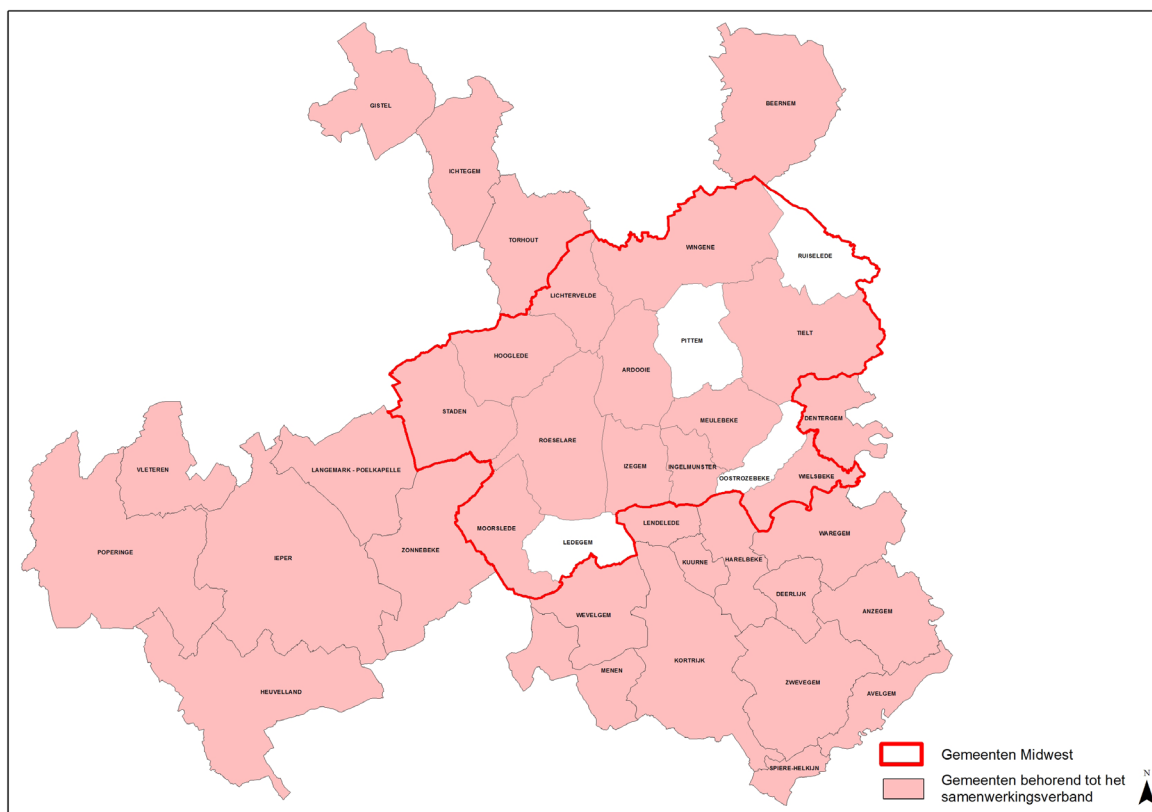 BEERNEM
GISTEL
ICHTEGEM
TORHOUT
WINGENE
RUISELEDE
LICHTERVELDE
TIELT
PITTEM
HOOGLEDE
ARDOOIE
STADEN
DENTERGEM
MEULEBEKE
ROESELARE
IZEGEM
INGELMUNSTER
VLETEREN
LANGEMARK - POELKAPELLE
OOSTROZEBEKE
WIELSBEKE
MOORSLEDE
LENDELEDE
WAREGEM
LEDEGEM
ZONNEBEKE
POPERINGE
IEPER
KUURNE
HARELBEKE
DEERLIJK
ANZEGEM
WEVELGEM
MENEN
KORTRIJK
ZWEVEGEM
HEUVELLAND
AVELGEM
SPIERE-HELKIJN
Gemeenten Midwest
Gemeenten behorend tot het
samenwerkingsverband
N